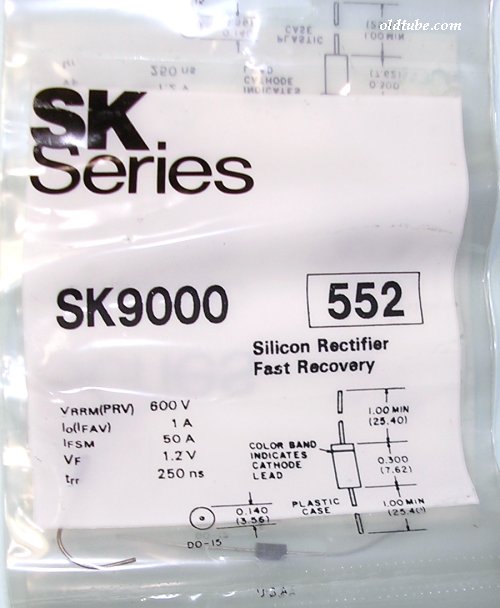 oldtube.com
SK
Series
SK9000
552
Silicon Rectifier
Fast Recovery
VRRM(PRV) 600 V
IO(IFAV) 1 A
IFSM 50 A
VF 1.2 V
trr 250 ns
COLOR BAND
INDICATES
CATHODE
LEAD
1.00 MIN
(25.40)
0.300
(7.62)
PLASTIC
CASE
1.00 MIN
(25.40)
0.140
(3.56)
DO-15